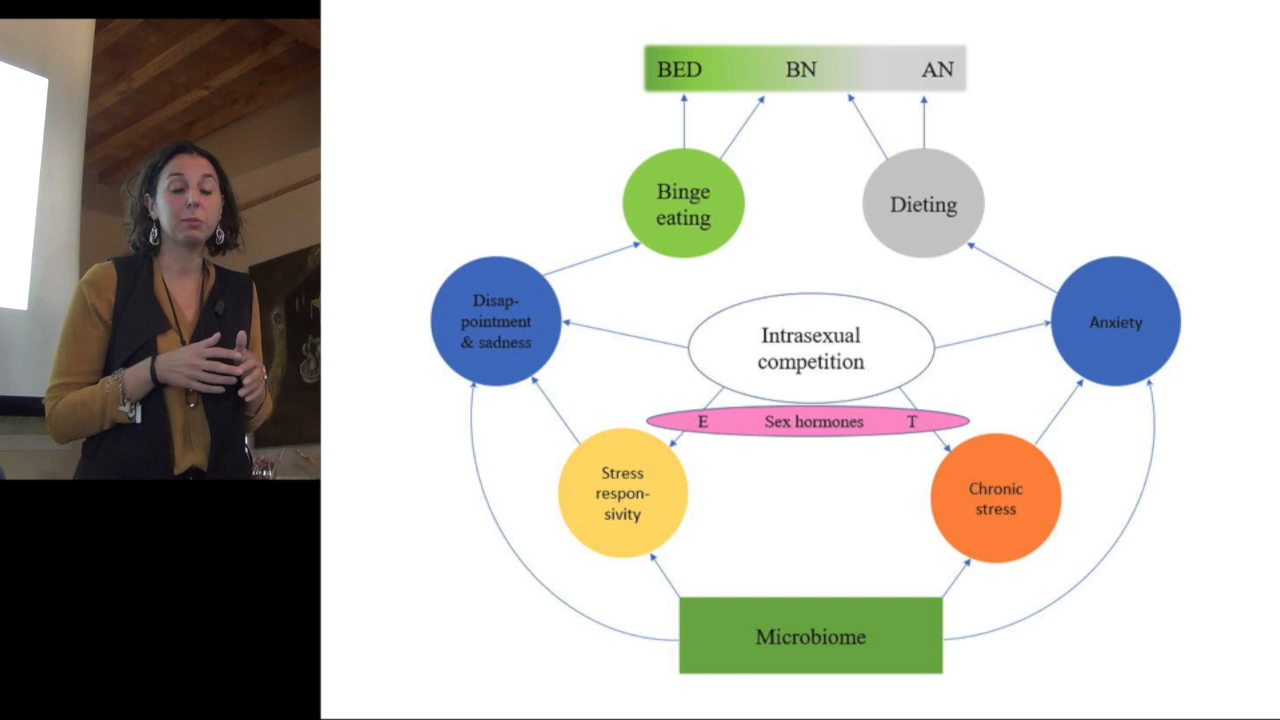 BED BN AN
Binge
eating
Dieting
Disap-
pointment
& sadness
Intrasexual
competition
Anxiety
E Sex hormones T
Stress
respon-
sivity
Chronic
stress
Microbiome